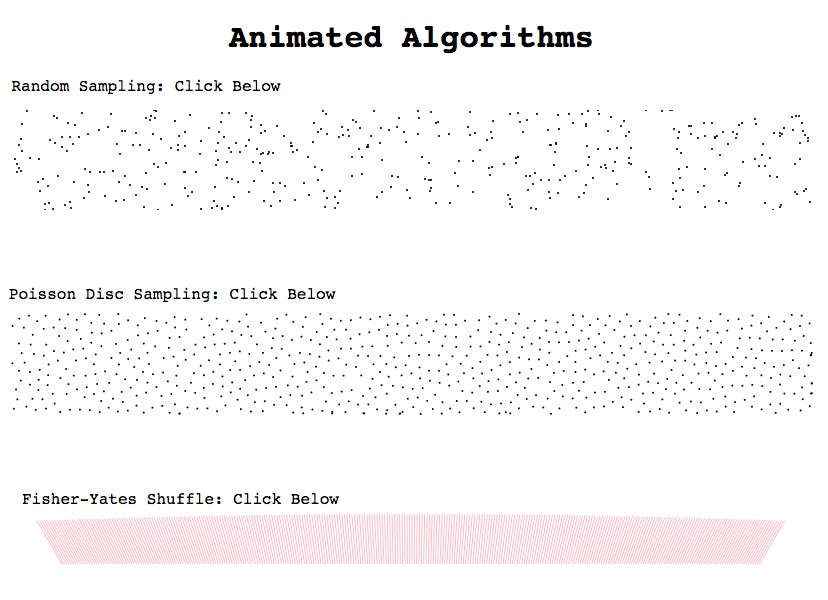 Animated Algorithms
Random Sampling: Click Below
Poisson Disc Sampling: Click Below
Fisher-Yates Shuffle: Click Below